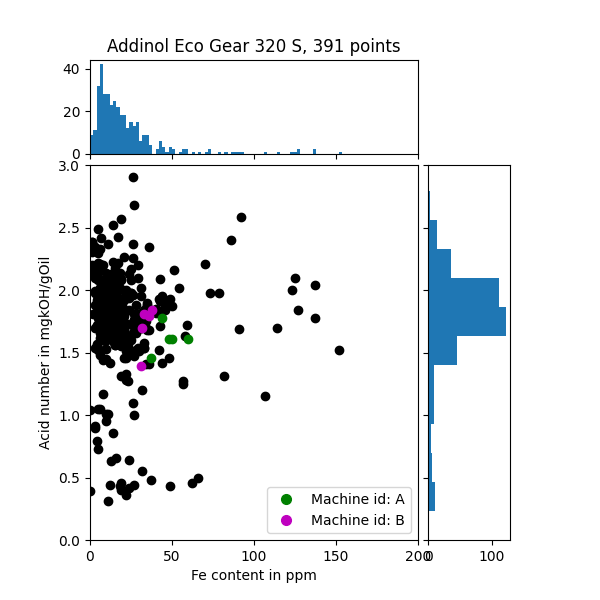 Addinol Eco Gear 320 S, 391 points
40
20
0
3.0
2.5
2.0
1.5
1.0
0.5
0.0
Acid number in mgkOH/gOil
Machine id: A
Machine id: B
0 50 100 150 200 0 100
Fe content in ppm